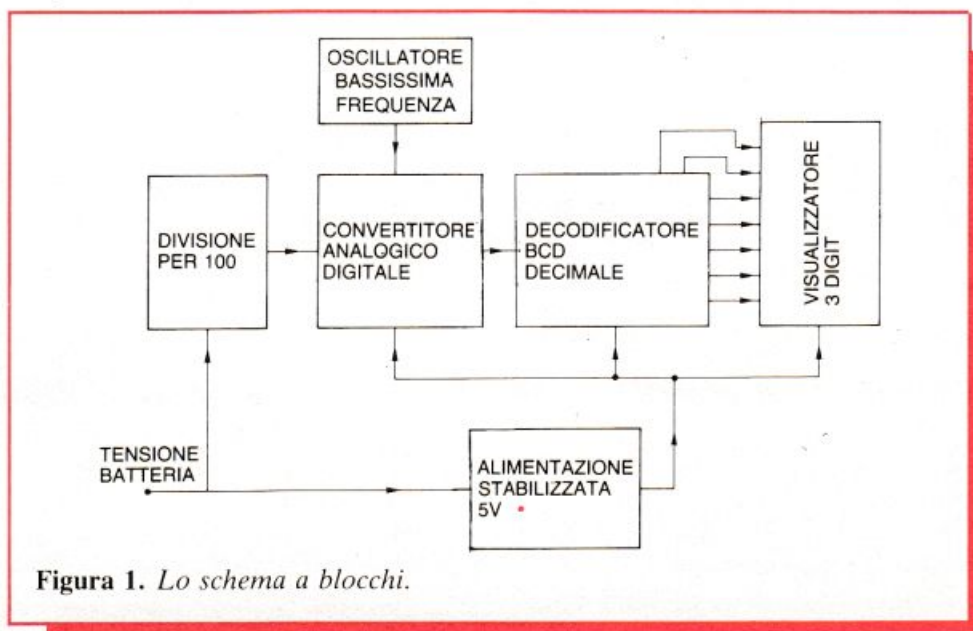 OSCILLATORE
BASSISSIMA
FREQUENZA
DIVISIONE
PER 100
CONVERTITORE
ANALOGICO
DIGITALE
DECODIFICATORE
BCD
DECIMALE
VISUALIZZATORE
3 DIGIT
TENSIONE
BATTERIA
ALIMENTAZIONE
STABILIZZATA
5V
Figura 1. Lo schema a blocchi.